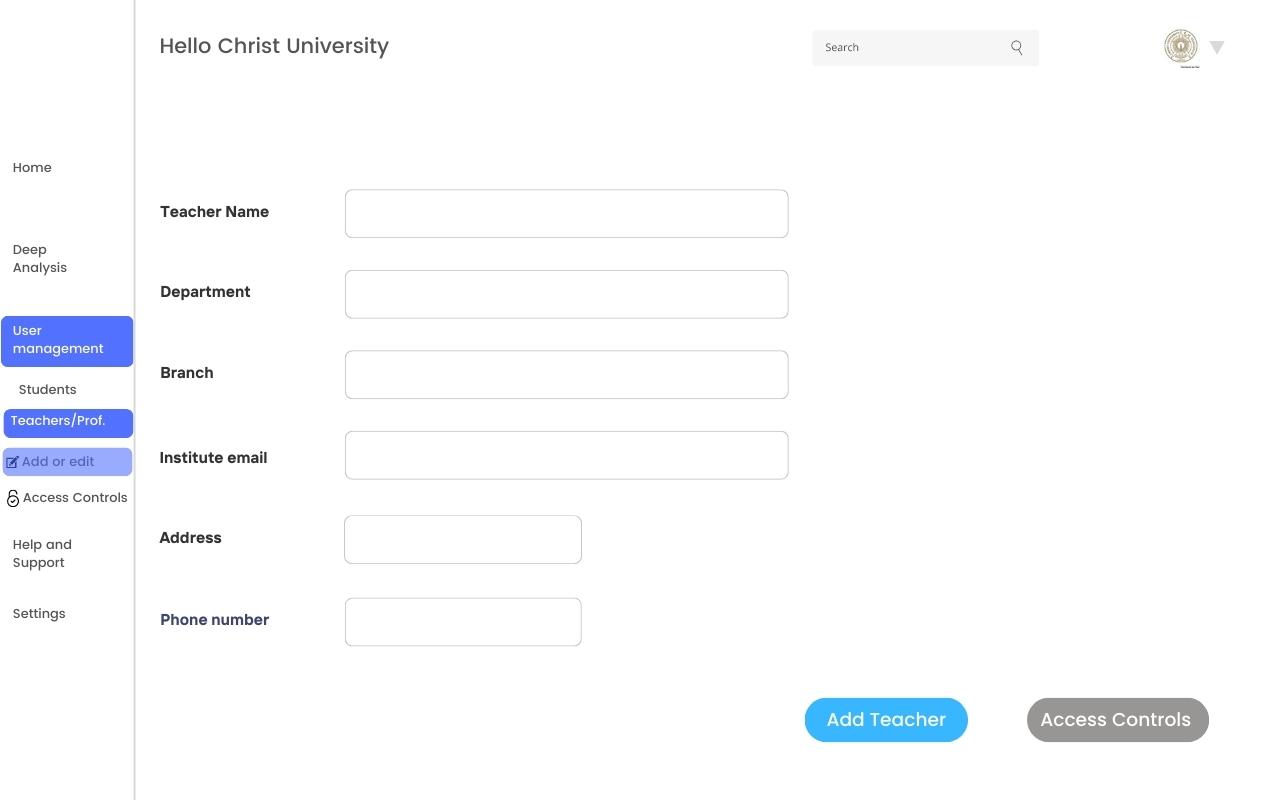 Hello Christ University
Search
Home
Deep
Analysis
User
management
Students
Teachers/Prof.
Add or edit
Access Controls
Help and
Support
Settings
Teacher Name
Department
Branch
Institute email
Address
Phone number
Add Teacher
Access Controls